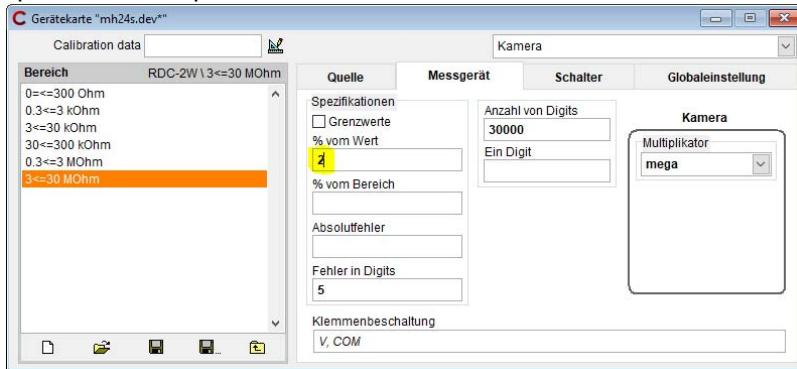 Gerätekarte "mh24s.dev*"
Calibration data
Kamera
Bereich RDC-2W \ 3<=30 MOhm
0=<=300 Ohm
0.3<=3 kOhm
3<=30 kOhm
30<=300 kOhm
0.3<=3 MOhm
3<=30 MOhm
Quelle Messgerät Schalter Globaleinstellung
Spezifikationen
Grenzwerte
% vom Wert
2
% vom Bereich
Absolutfehler
Fehler in Digits
5
Anzahl von Digits
30000
Ein Digit
Kamera
Multiplikator
mega
Klemmenbeschaltung
V, COM